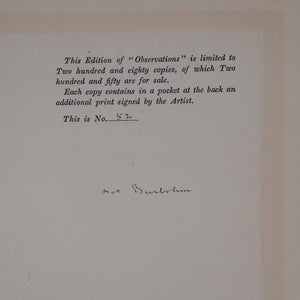 This Edition of "Observations" is limited to
Two hundred and eighty copies, of which Two
hundred and fifty are for sale.
Each copy contains in a pocket at the back an
additional print signed by the Artist.
This is No. 52
Max Beerbohm